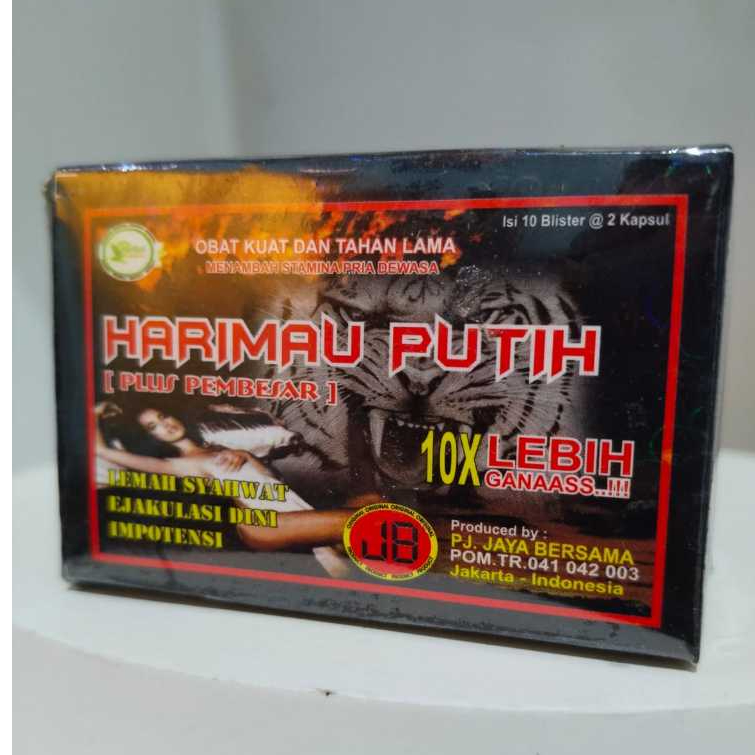 Isi 10 Blister @ 2 Kapsul
OBAT KUAT DAN TAHAN LAMA
MENAMBAH STAMINA PRIA DEWASA
HARIMAU PUTIH
[ PLUS PEMBESAR ]
10X LEBIH
GANAASS..!!!
LEMAH SYAHWAT
EJAKULASI DINI
IMPOTENSI
JB
Produced by :
PJ. JAYA BERSAMA
POM.TR.041 042 003
Jakarta - Indonesia